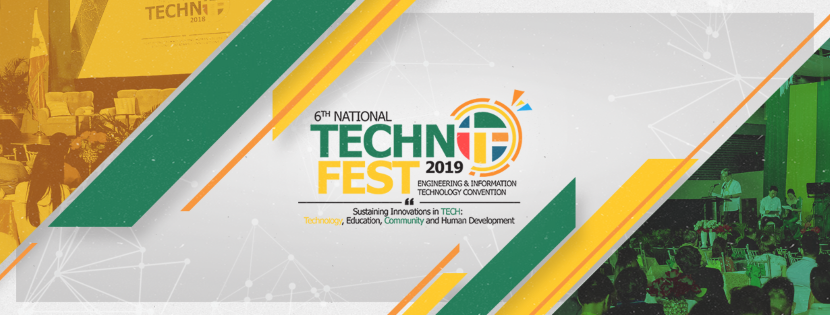 TECHN
2018
6TH NATIONAL
TECHNO
FEST 2019
ENGINEERING & INFORMATION
TECHNOLOGY CONVENTION
Sustaining Innovations in TECH:
Technology, Education, Community and Human Development